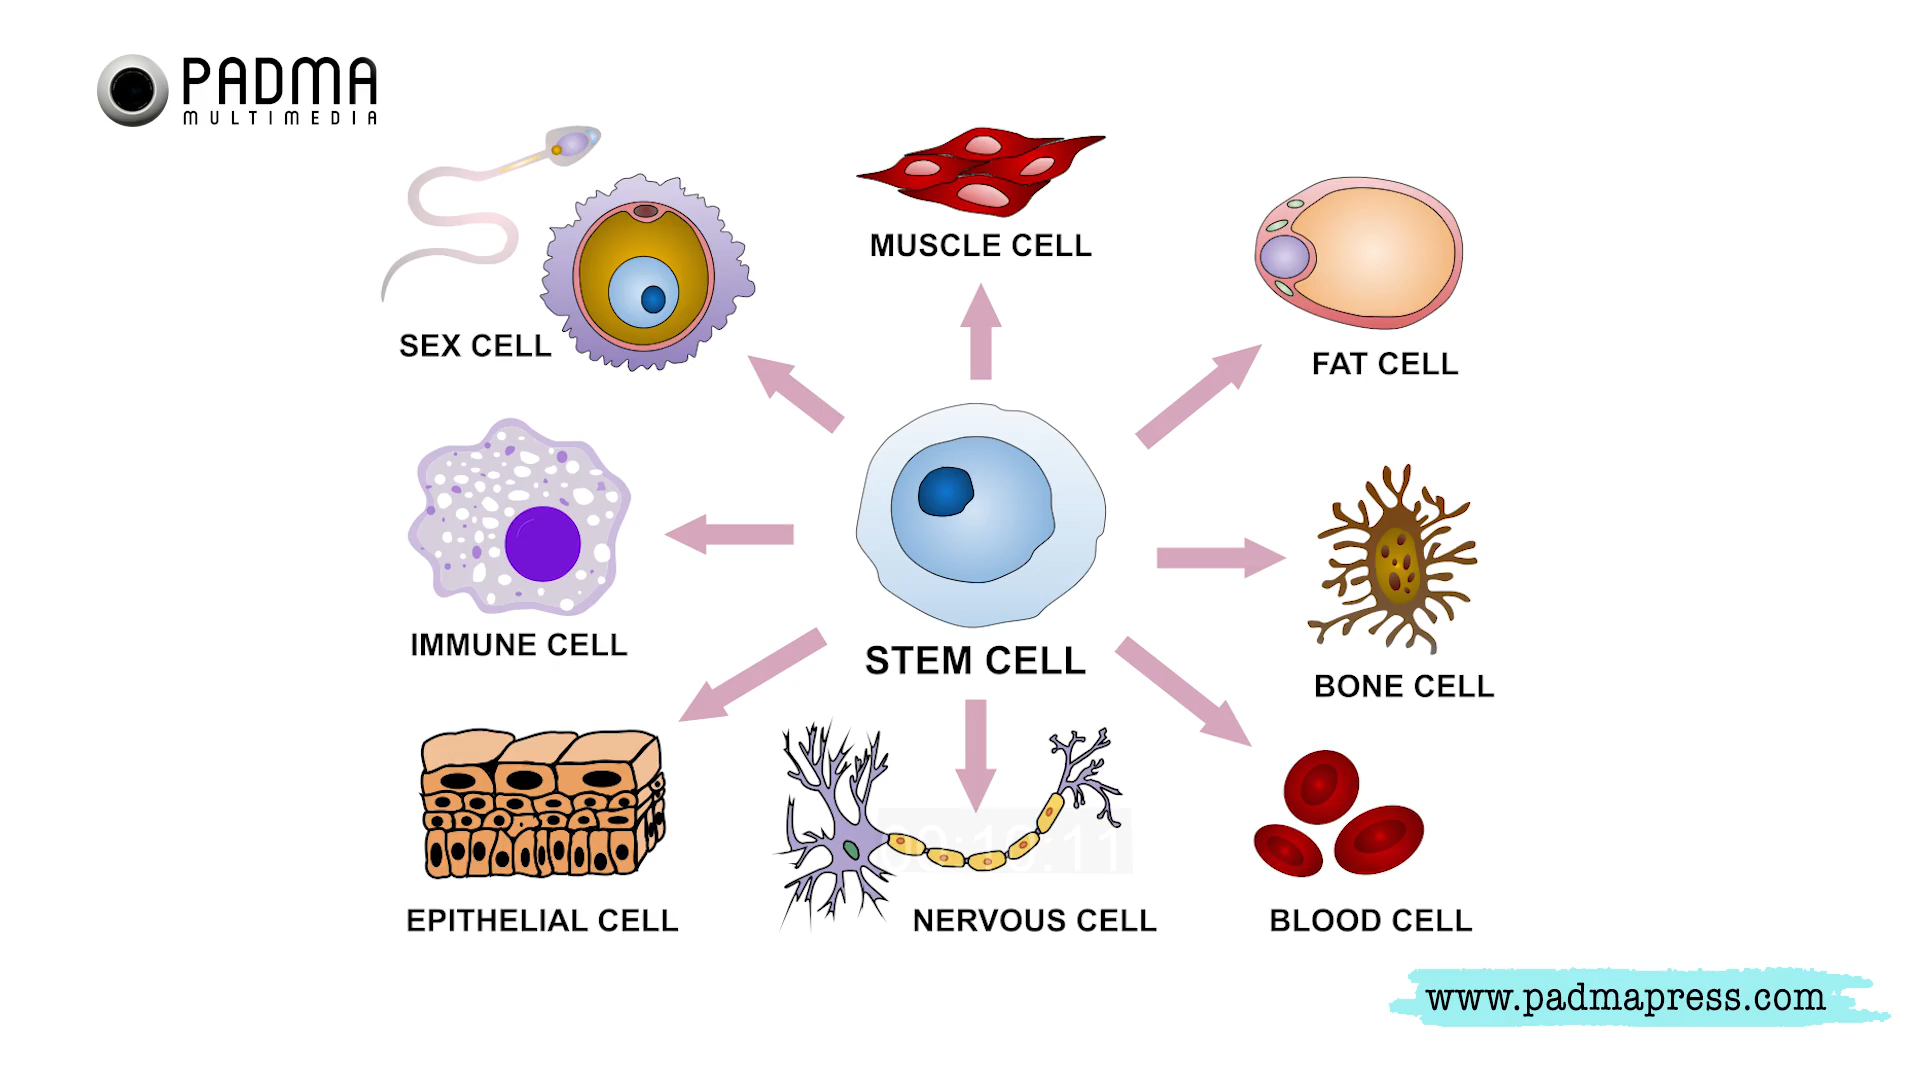 PADMA
MULTIMEDIA
MUSCLE CELL
SEX CELL
FAT CELL
IMMUNE CELL
STEM CELL
BONE CELL
EPITHELIAL CELL
NERVOUS CELL
BLOOD CELL
www.padmapress.com